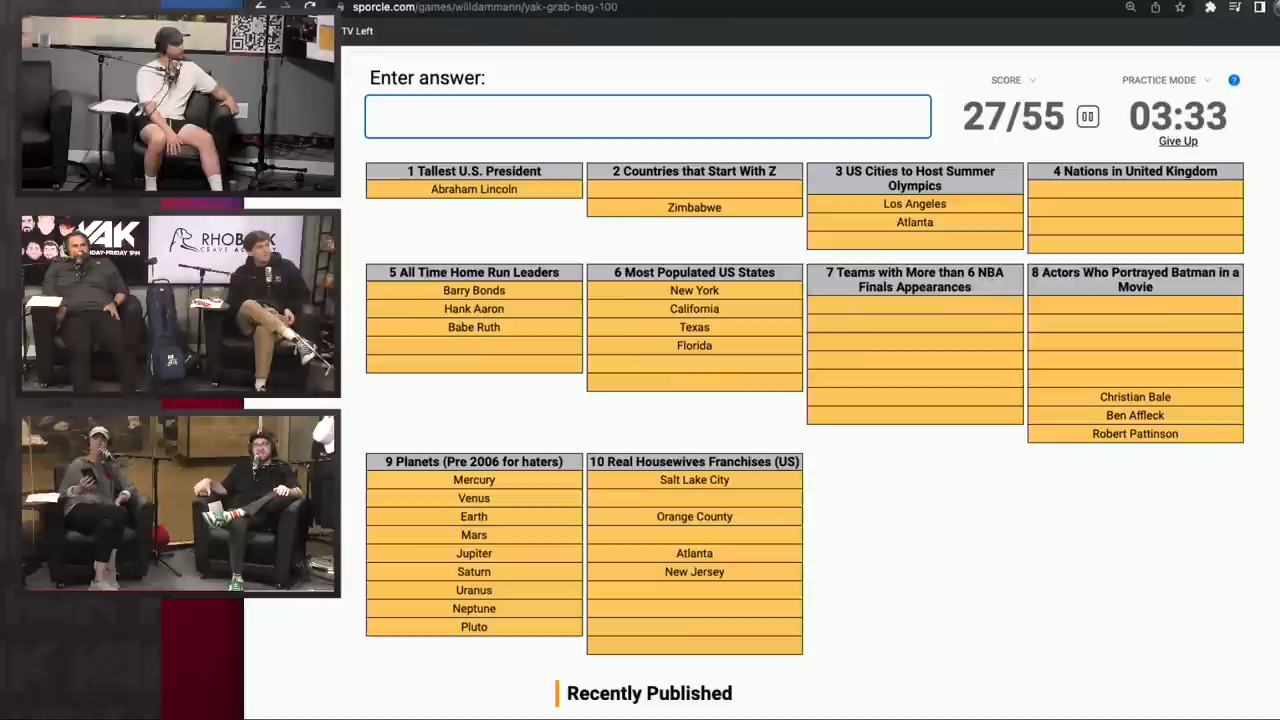 sporcle.com/games/willdammann/yak-grab-bag-100
TV Left
Enter answer:
SCORE
PRACTICE MODE
?
27/55
03:33
Give Up
1 Tallest U.S. President
Abraham Lincoln
2 Countries that Start With Z
Zimbabwe
3 US Cities to Host Summer
Olympics
Los Angeles
Atlanta
4 Nations in United Kingdom
5 All Time Home Run Leaders
Barry Bonds
Hank Aaron
Babe Ruth
6 Most Populated US States
New York
California
Texas
Florida
7 Teams with More than 6 NBA
Finals Appearances
8 Actors Who Portrayed Batman in a
Movie
Christian Bale
Ben Affleck
Robert Pattinson
9 Planets (Pre 2006 for haters)
Mercury
Venus
Earth
Mars
Jupiter
Saturn
Uranus
Neptune
Pluto
10 Real Housewives Franchises (US)
Salt Lake City
Orange County
Atlanta
New Jersey
Recently Published
YAK